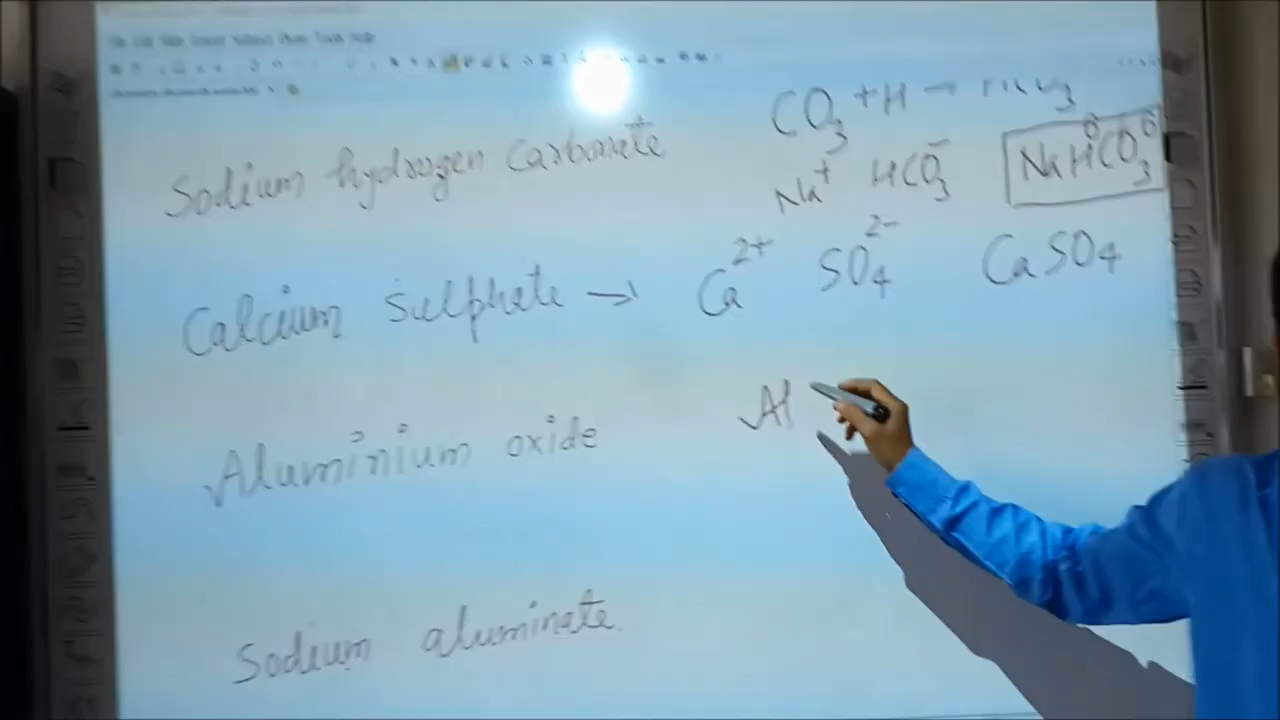 CO₃ + H →
Sodium hydrogen Carbonate Na⁺ HCO₃⁻ NaHCO₃
Calcium sulphate → Ca²⁺ SO₄²⁻ CaSO₄
Aluminium oxide Al
Sodium aluminate.